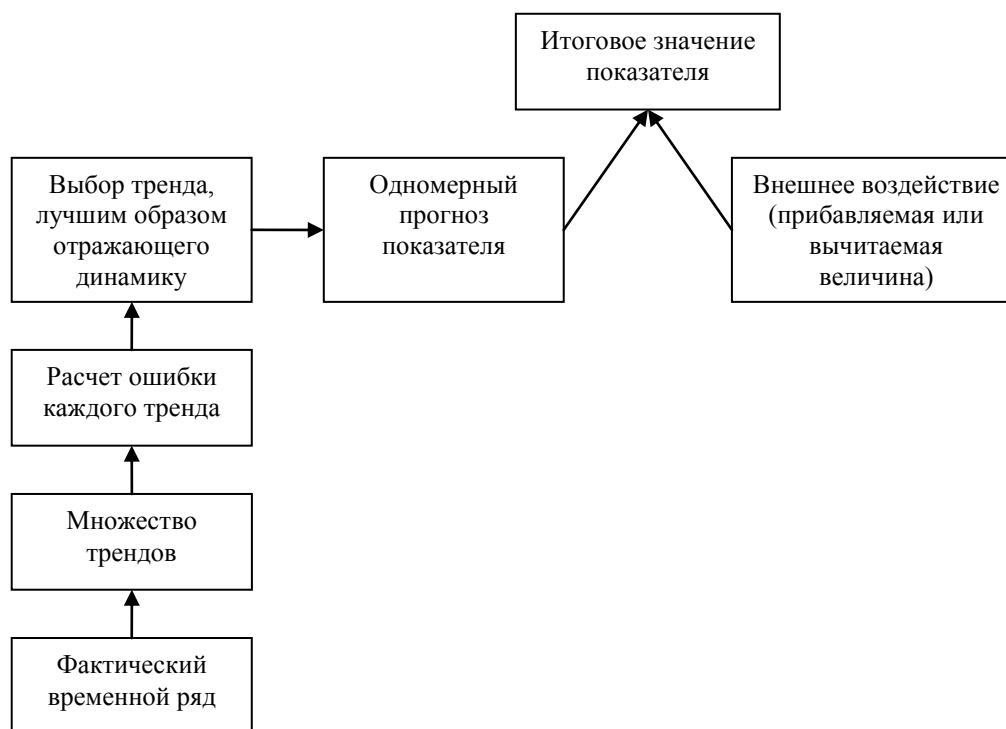 Итоговое значение
показателя
Выбор тренда,
лучшим образом
отражающего
динамику
Одномерный
прогноз
показателя
Внешнее воздействие
(прибавляемая или
вычитаемая
величина)
Расчет ошибки
каждого тренда
Множество
трендов
Фактический
временной ряд